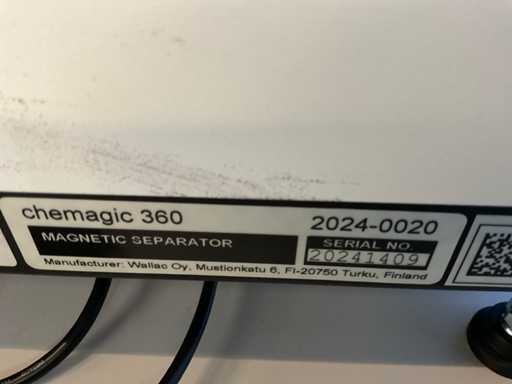 chemagic 360 2024-0020
MAGNETIC SEPARATOR SERIAL NO.
20241409
Manufacturer: Wallac Oy, Mustionkatu 6, FI-20750 Turku, Finland